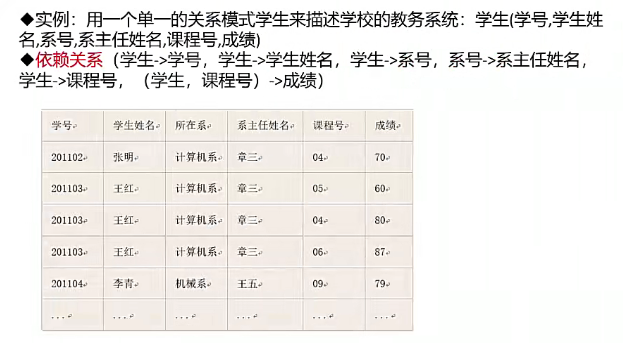 ◆实例：用一个单一的关系模式学生来描述学校的教务系统：学生(学号,学生姓
名,系号,系主任姓名,课程号,成绩)
◆依赖关系（学生->学号，学生->学生姓名，学生->系号，系号->系主任姓名，
学生->课程号，（学生，课程号）->成绩）
学号 学生姓名 所在系 系主任姓名 课程号 成绩
201102 张明 计算机系 章三 04 70
201103 王红 计算机系 章三 05 60
201103 王红 计算机系 章三 04 80
201103 王红 计算机系 章三 06 87
201104 李青 机械系 王五 09 79
... ... ... ... ... ...